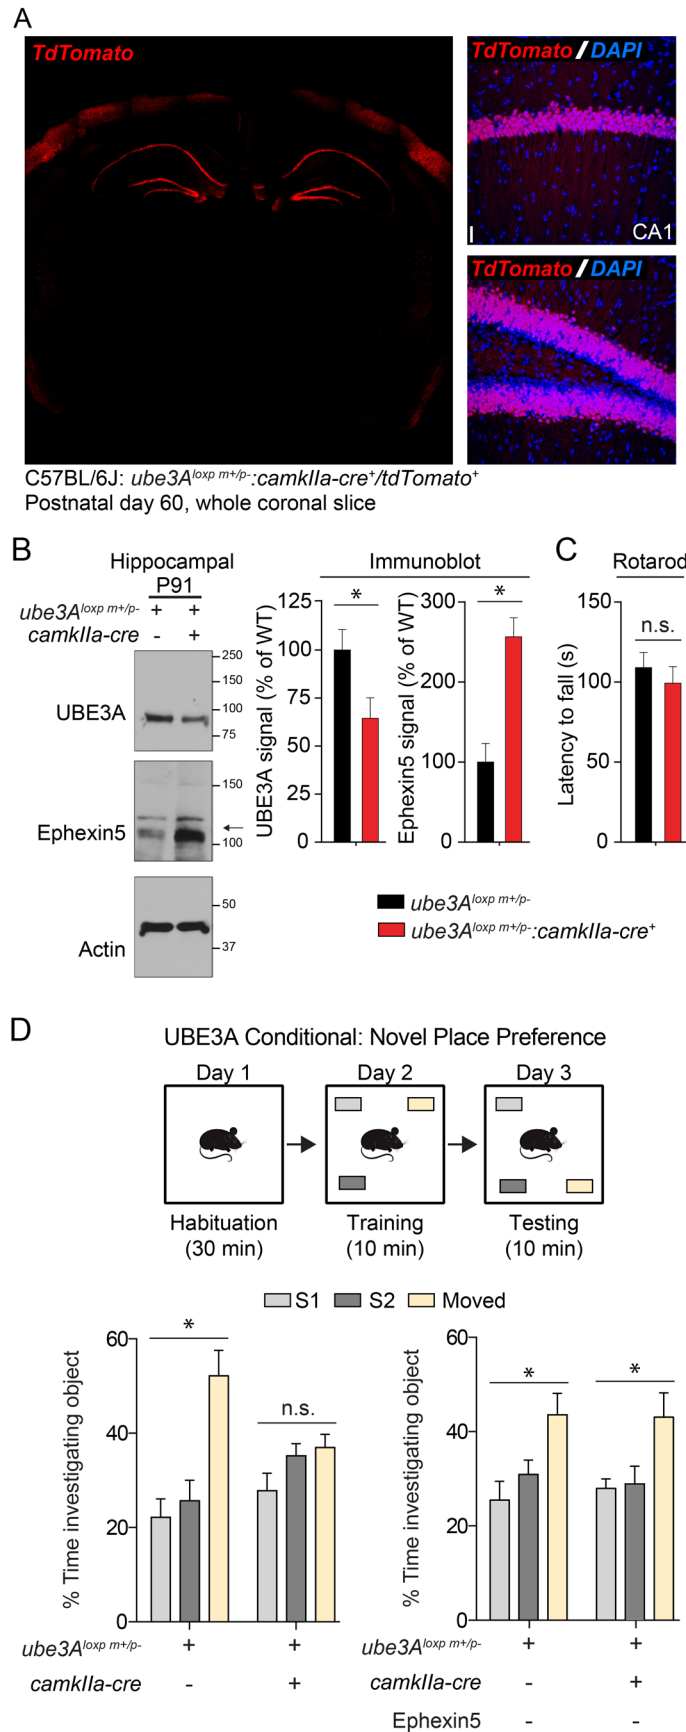 A
TdTomato
TdTomato/DAPI
CA1
TdTomato/DAPI
C57BL/6J: ube3A^loxp m+/p-:camkIIa-cre+/tdTomato+
Postnatal day 60, whole coronal slice
B
Hippocampal
P91
ube3A^loxp m+/p- + +
camkIIa-cre - +
UBE3A
250
150
100
75
Ephexin5
150
100
Actin
50
37
Immunoblot
UBE3A signal (% of WT)
125
100
75
50
25
0
*
Ephexin5 signal (% of WT)
300
200
100
0
*
C
Rotarod
Latency to fall (s)
150
100
50
0
n.s.
ube3A^loxp m+/p-
ube3A^loxp m+/p-:camkIIa-cre+
D
UBE3A Conditional: Novel Place Preference
Day 1
Day 2
Day 3
Habituation
(30 min)
Training
(10 min)
Testing
(10 min)
S1 S2 Moved
% Time investigating object
60
40
20
0
*
n.s.
ube3A^loxp m+/p- + +
camkIIa-cre - +
% Time investigating object
60
40
20
0
*
*
ube3A^loxp m+/p- + +
camkIIa-cre - +
Ephexin5 - -